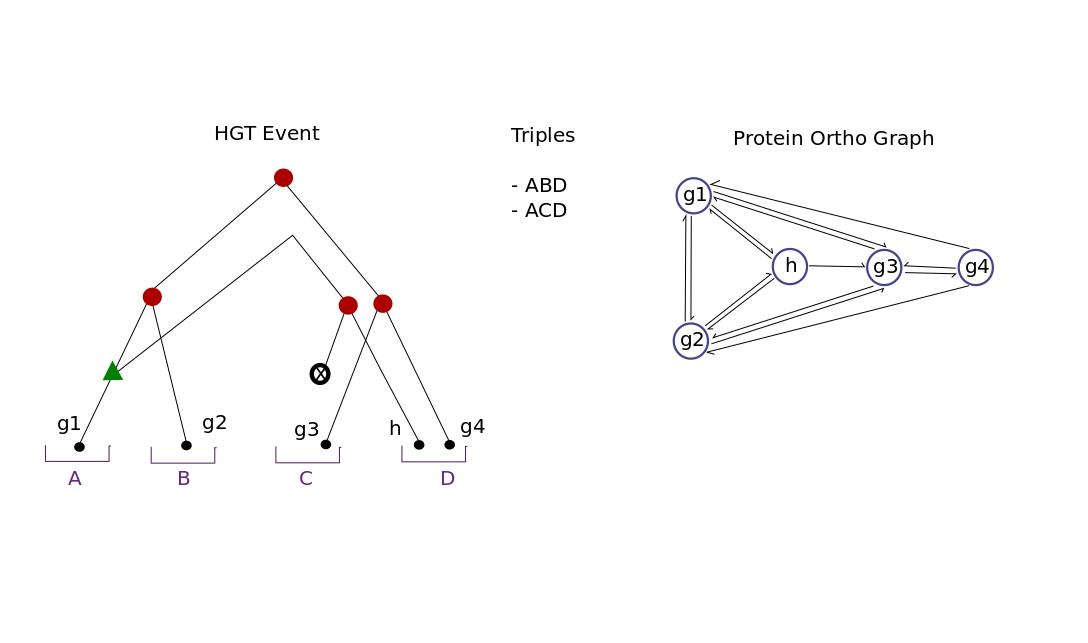 HGT Event
g1
g2
g3
h
g4
A
B
C
D
Triples
- ABD
- ACD
Protein Ortho Graph
g1
h
g3
g4
g2